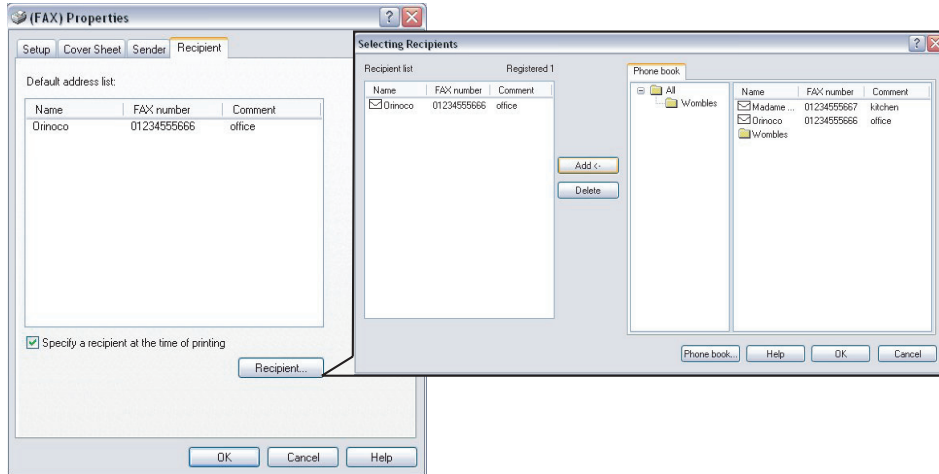 (FAX) Properties
Setup Cover Sheet Sender Recipient
Default address list:
Name FAX number Comment
Orinoco 01234555666 office
Specify a recipient at the time of printing
Recipient...
OK Cancel Help
Selecting Recipients
Recipient list Registered 1
Name FAX number Comment
Orinoco 01234555666 office
Add <-
Delete
Phone book
All
Wombles
Name FAX number Comment
Madame ... 01234555667 kitchen
Orinoco 01234555666 office
Wombles
Phone book... Help OK Cancel